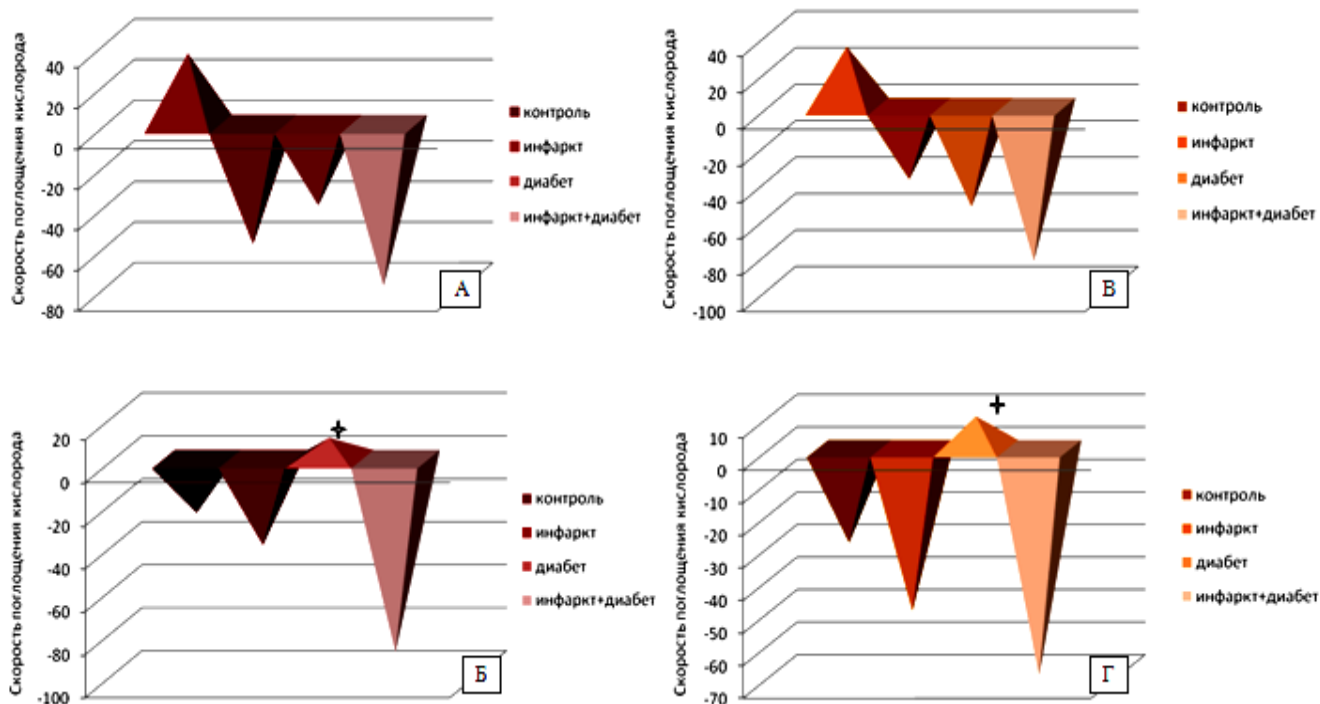 Скорость поглощения кислорода
40
20
0
-20
-40
-60
-80
контроль
инфаркт
диабет
инфаркт+диабет
А
Скорость поглощения кислорода
40
20
0
-20
-40
-60
-80
-100
контроль
инфаркт
диабет
инфаркт+диабет
В
Скорость поглощения кислорода
20
0
-20
-40
-60
-80
-100
контроль
инфаркт
диабет
инфаркт+диабет
Б
Скорость поглощения кислорода
10
0
-10
-20
-30
-40
-50
-60
-70
контроль
инфаркт
диабет
инфаркт+диабет
Г